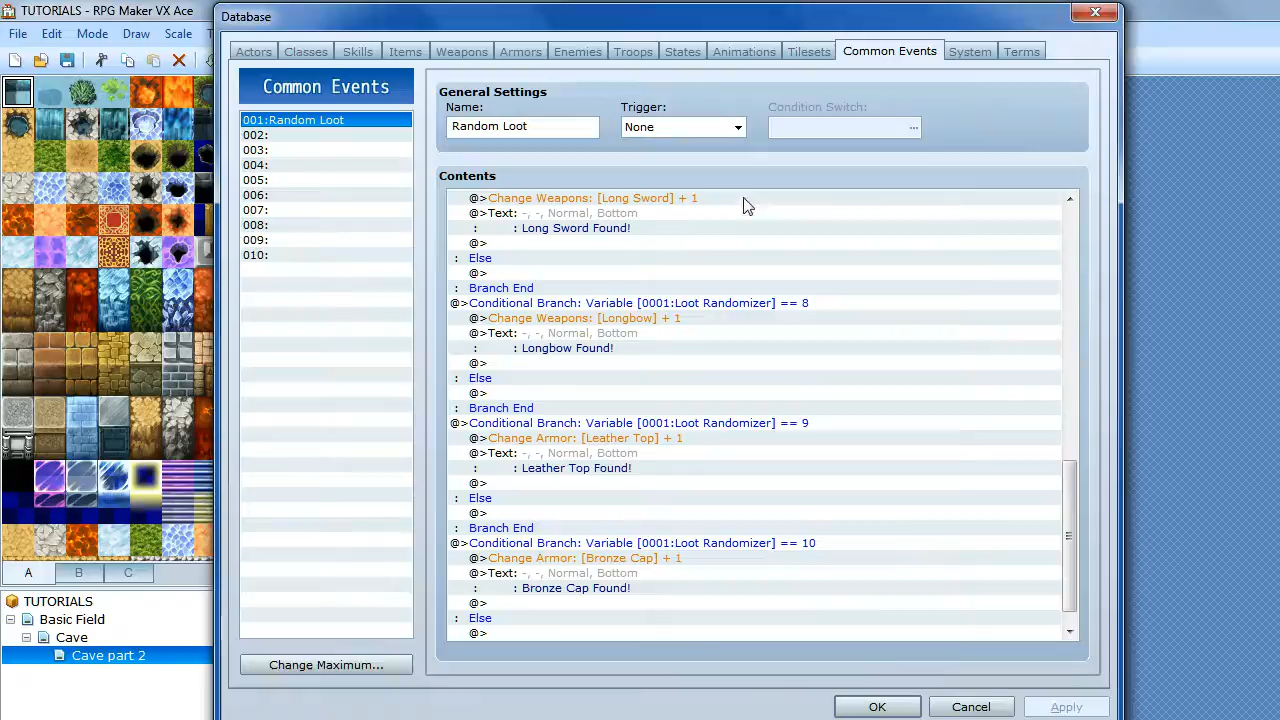 TUTORIALS - RPG Maker VX Ace
File Edit Mode Draw Scale
Database
Actors Classes Skills Items Weapons Armors Enemies Troops States Animations Tilesets Common Events System Terms
Common Events
001:Random Loot
002:
003:
004:
005:
006:
007:
008:
009:
010:
Change Maximum...
General Settings
Name: Trigger: Condition Switch:
Random Loot None ...
Contents
@>Change Weapons: [Long Sword] + 1
@>Text: -, -, Normal, Bottom
: : Long Sword Found!
@>
: Else
@>
: Branch End
@>Conditional Branch: Variable [0001:Loot Randomizer] == 8
@>Change Weapons: [Longbow] + 1
@>Text: -, -, Normal, Bottom
: : Longbow Found!
@>
: Else
@>
: Branch End
@>Conditional Branch: Variable [0001:Loot Randomizer] == 9
@>Change Armor: [Leather Top] + 1
@>Text: -, -, Normal, Bottom
: : Leather Top Found!
@>
: Else
@>
: Branch End
@>Conditional Branch: Variable [0001:Loot Randomizer] == 10
@>Change Armor: [Bronze Cap] + 1
@>Text: -, -, Normal, Bottom
: : Bronze Cap Found!
@>
: Else
@>
A B C
TUTORIALS
Basic Field
Cave
Cave part 2
OK Cancel Apply